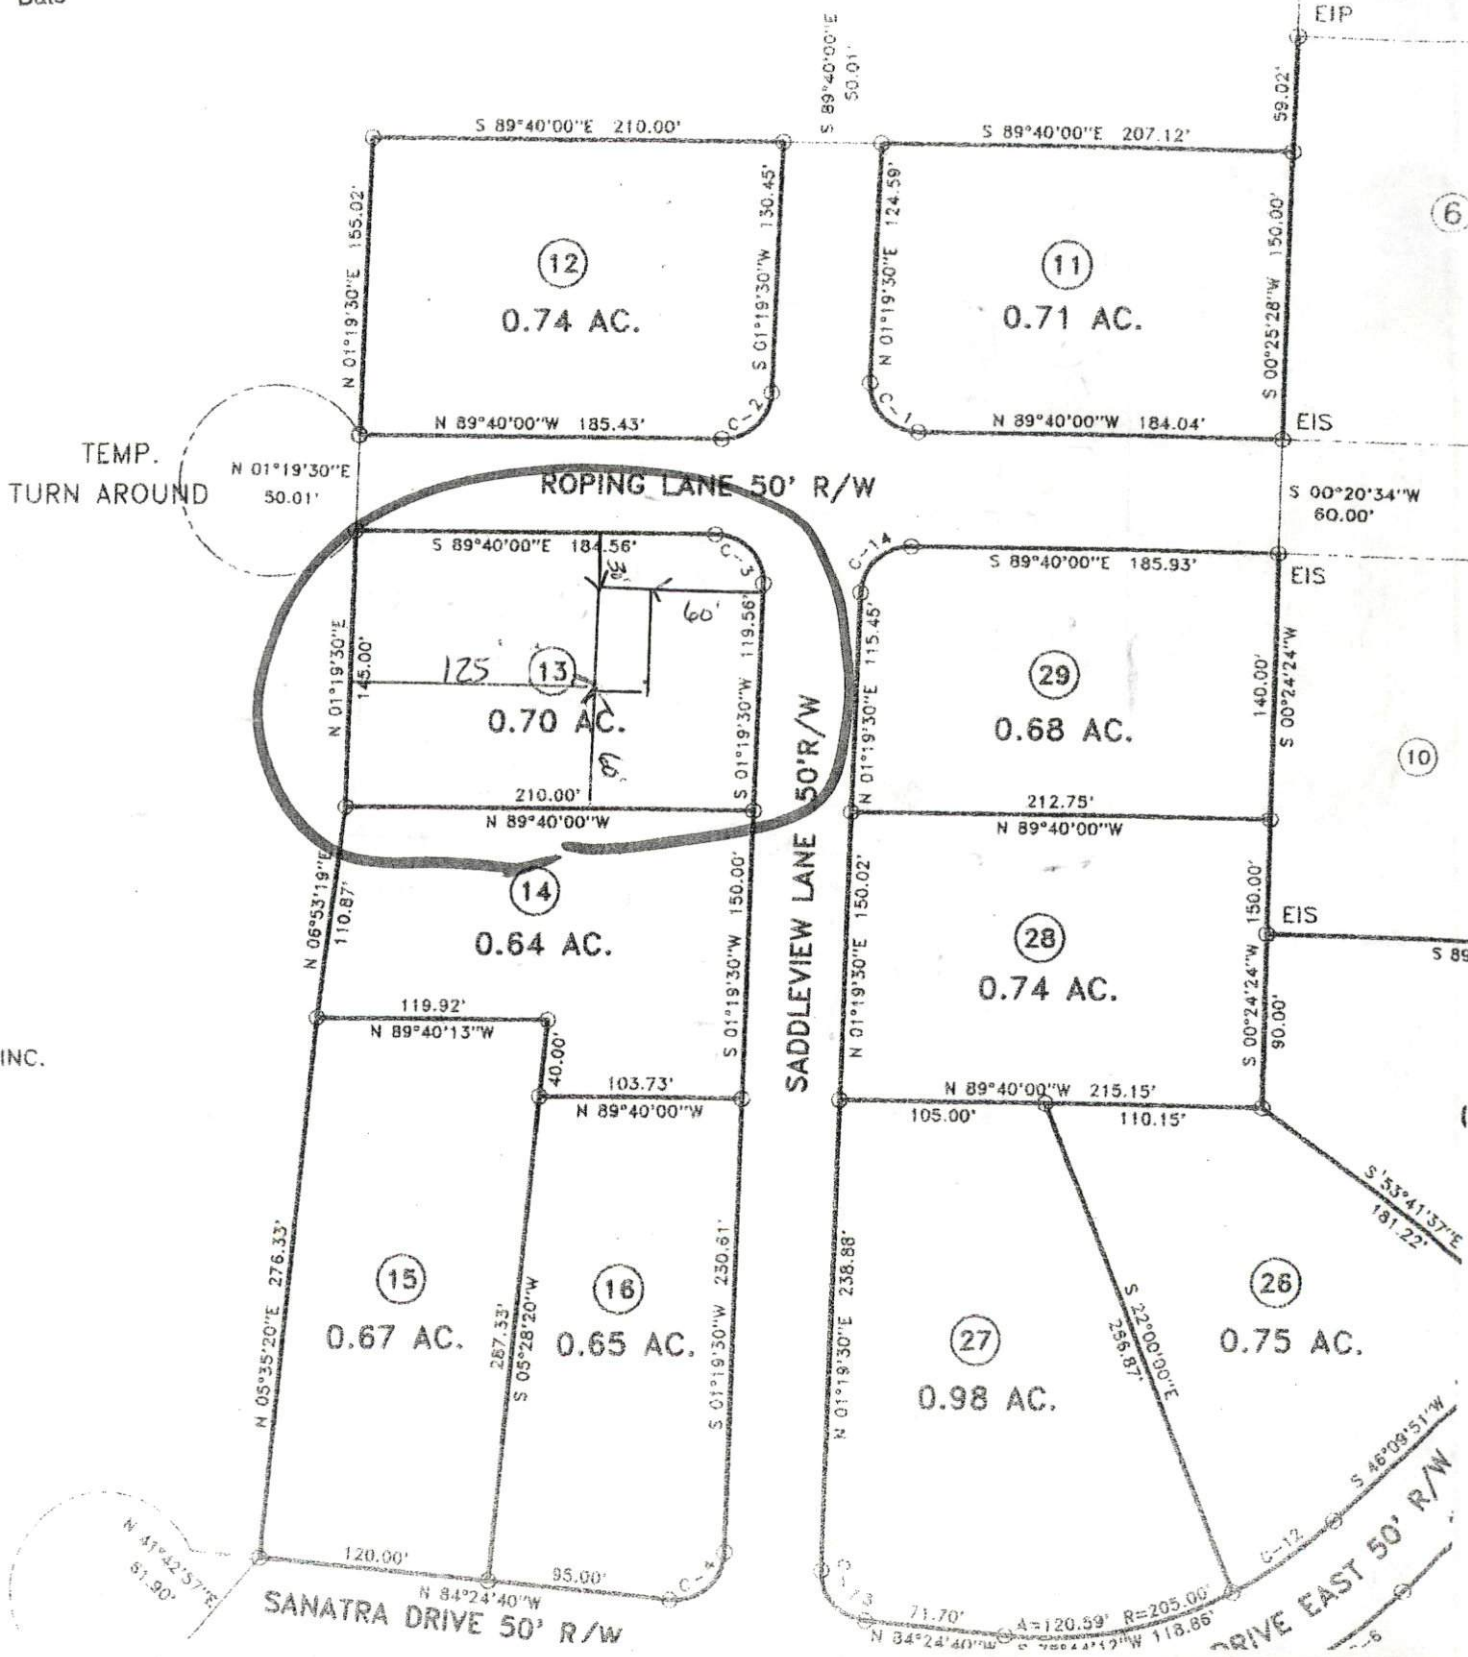 EIP
59.02'
S 89°40'00"E
50.01'
S 89°40'00"E 210.00'
S 89°40'00"E 207.12'
N 01°19'30"E 155.02'
12
0.74 AC.
S 01°19'30"W 130.45'
N 01°19'30"E 124.59'
11
0.71 AC.
S 00°25'28"W 150.00'
6
N 89°40'00"W 185.43'
C-2
C-1
N 89°40'00"W 184.04'
EIS
TEMP.
TURN AROUND
N 01°19'30"E
50.01'
ROPING LANE 50' R/W
S 00°20'34"W
60.00'
S 89°40'00"E 184.56'
C-3
C-14
S 89°40'00"E 185.93'
EIS
30'
60'
N 01°19'30"E
145.00'
125'
13
0.70 AC.
60'
S 01°19'30"W 119.56'
N 01°19'30"E 115.45'
29
0.68 AC.
140.00'
S 00°24'24"W
10
210.00'
N 89°40'00"W
212.75'
N 89°40'00"W
SADDLEVIEW LANE 50'R/W
N 06°53'19"E
110.87'
14
0.64 AC.
S 01°19'30"W 150.00'
N 01°19'30"E 150.02'
28
0.74 AC.
S 00°24'24"W 150.00'
90.00'
EIS
S 89
119.92'
N 89°40'13"W
40.00'
INC.
103.73'
N 89°40'00"W
N 89°40'00"W 215.15'
105.00'
110.15'
S 53°41'37"E
181.22'
N 05°35'20"E 276.33'
15
0.67 AC.
287.33'
S 05°28'20"W
16
0.65 AC.
S 01°19'30"W 230.61'
N 01°19'30"E 238.88'
27
0.98 AC.
S 22°00'00"E
26
0.75 AC.
S 46°09'51"W
N 41°42'57"E
51.90'
120.00'
95.00'
N 84°24'40"W
C-4
SANATRA DRIVE 50' R/W
C-13
71.70'
N 84°24'40"W
A=120.59' R=205.00'
118.86'
C-12
DRIVE EAST 50' R/W